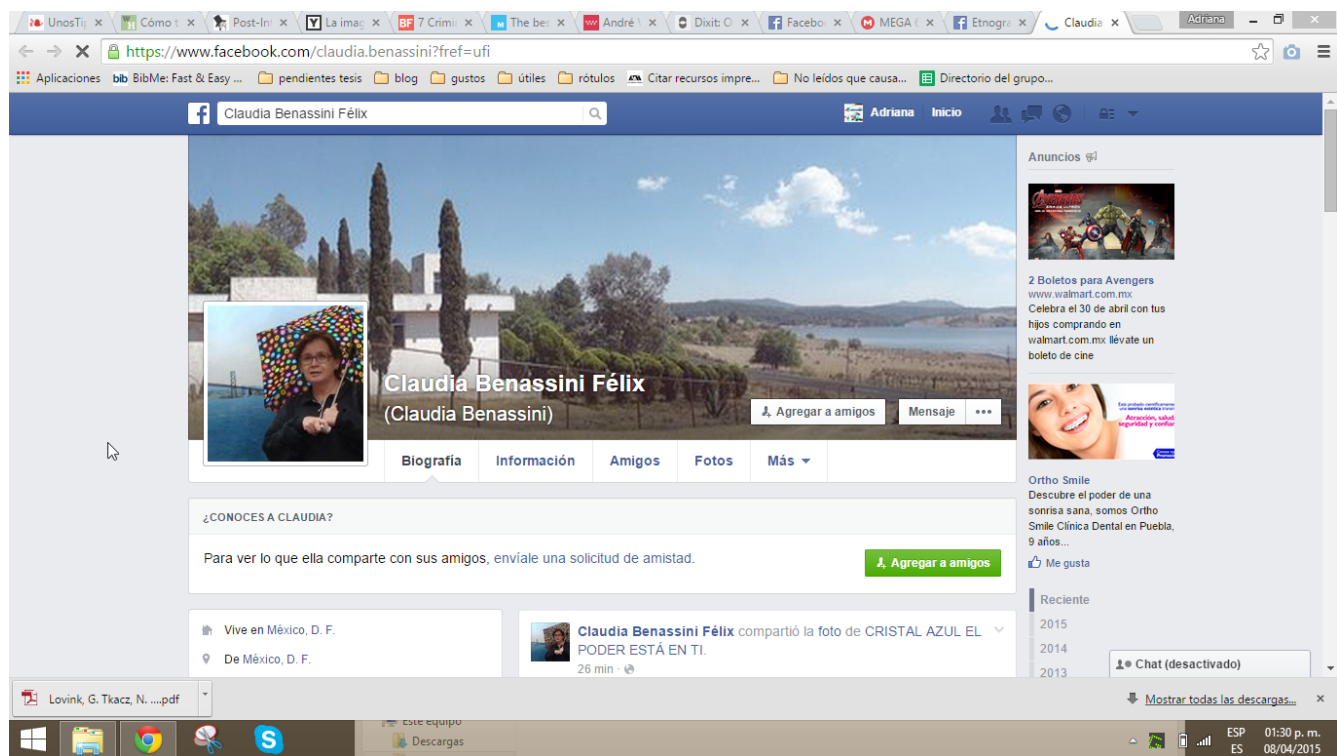 UnosTip
Cómo t
Post-Int
La imag
7 Crimi
The bes
André V
Dixit: O
Facebo
MEGA (
Etnogra
Claudia
Adriana
https://www.facebook.com/claudia.benassini?fref=ufi
Aplicaciones
bib BibMe: Fast & Easy ...
pendientes tesis
blog
gustos
útiles
rótulos
Citar recursos impre...
No leídos que causa...
Directorio del grupo...
Claudia Benassini Félix
Adriana
Inicio
Claudia Benassini Félix
(Claudia Benassini)
Agregar a amigos
Mensaje
Biografía
Información
Amigos
Fotos
Más
¿CONOCES A CLAUDIA?
Para ver lo que ella comparte con sus amigos, envíale una solicitud de amistad.
Agregar a amigos
Vive en México, D. F.
De México, D. F.
Claudia Benassini Félix compartió la foto de CRISTAL AZUL EL
PODER ESTÁ EN TI.
26 min ·
Anuncios
AVENGERS
2 Boletos para Avengers
www.walmart.com.mx
Celebra el 30 de abril con tus
hijos comprando en
walmart.com.mx llévate un
boleto de cine
Atracción, salud
seguridad y confian
Ortho Smile
Descubre el poder de una
sonrisa sana, somos Ortho
Smile Clínica Dental en Puebla,
9 años...
Me gusta
Reciente
2015
2014
2013
Chat (desactivado)
Lovink, G. Tkacz, N. ....pdf
Mostrar todas las descargas...
Este equipo
Descargas
ESP
ES
01:30 p. m.
08/04/2015